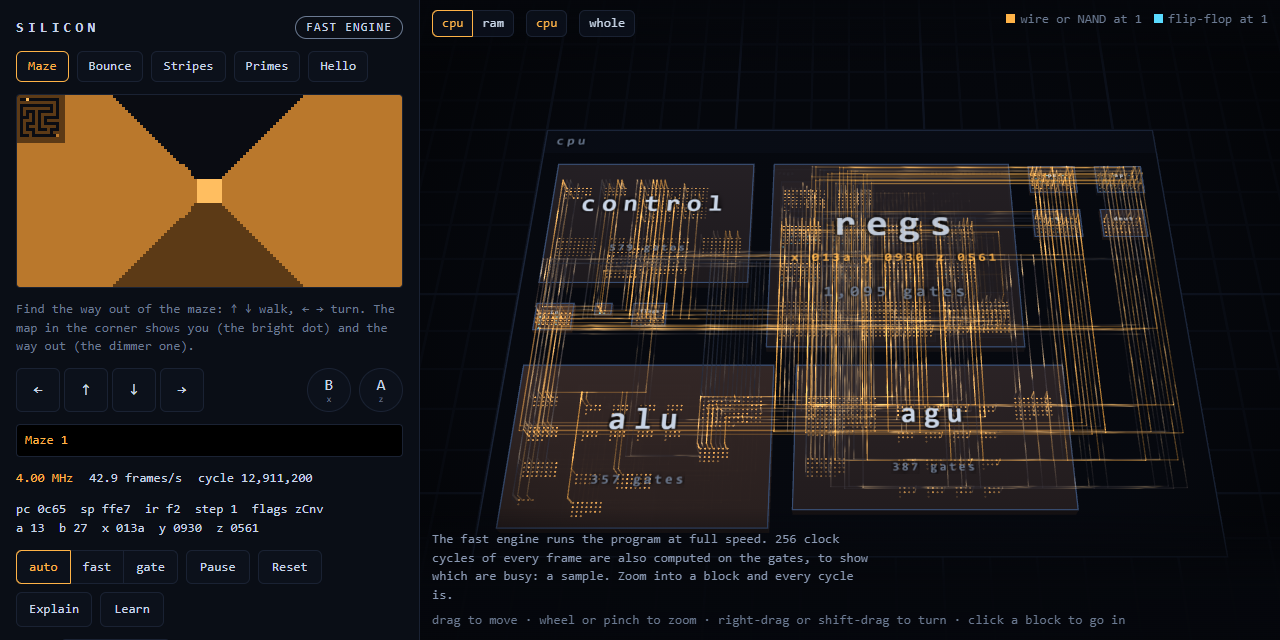 SILICON
FAST ENGINE
Maze Bounce Stripes Primes Hello
Find the way out of the maze: ↑ ↓ walk, ← → turn. The
map in the corner shows you (the bright dot) and the
way out (the dimmer one).
← ↑ ↓ →
B
x
A
z
Maze 1
4.00 MHz 42.9 frames/s cycle 12,911,200
pc 0c65 sp ffe7 ir f2 step 1 flags zCnv
a 13 b 27 x 013a y 0930 z 0561
auto fast gate Pause Reset
Explain Learn
cpu ram cpu whole
wire or NAND at 1 flip-flop at 1
cpu
control
gates
regs
x 013a y 0930 z 0561
1,095 gates
alu
357 gates
agu
387 gates
The fast engine runs the program at full speed. 256 clock
cycles of every frame are also computed on the gates, to show
which are busy: a sample. Zoom into a block and every cycle
is.
drag to move · wheel or pinch to zoom · right-drag or shift-drag to turn · click a block to go in